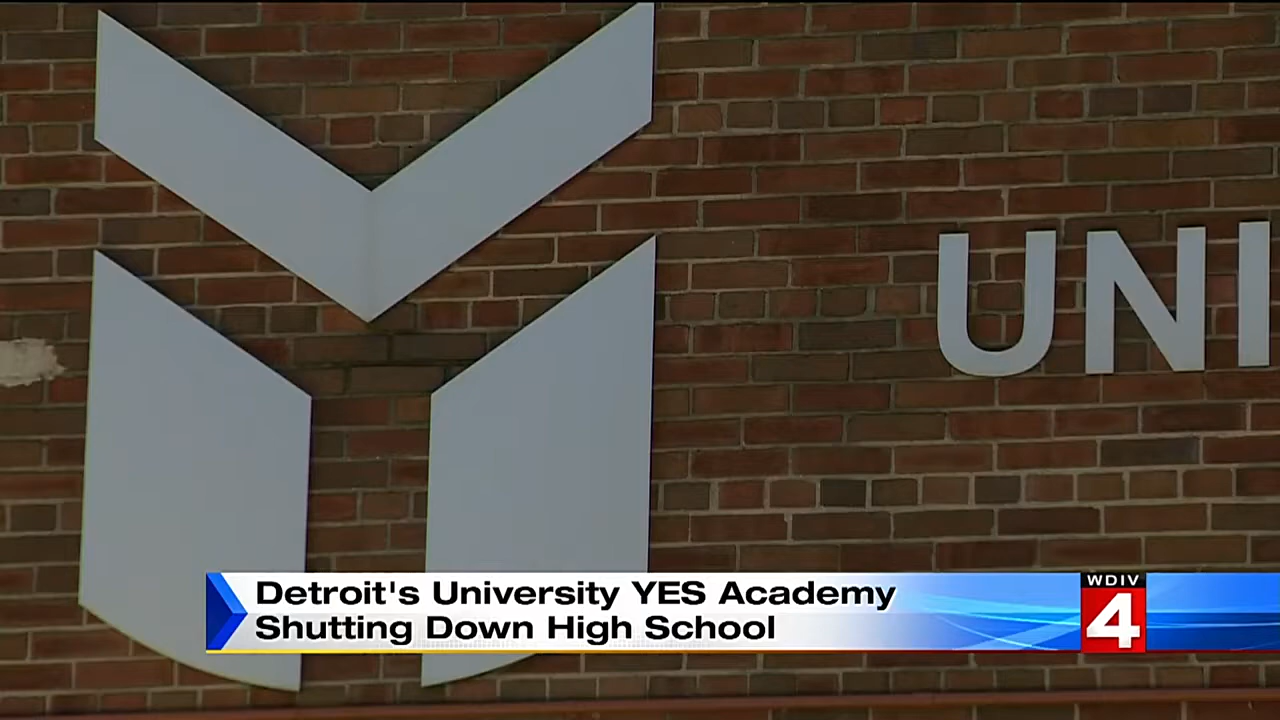 UNI
Detroit's University YES Academy
Shutting Down High School
WDIV
4